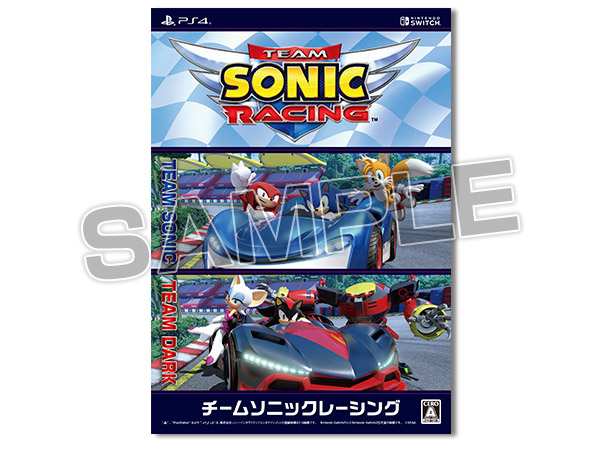 PS4
NINTENDO
SWITCH
TEAM
SONIC
RACING
TM
TEAM SONIC
SAMPLE
TEAM DARK
チームソニックレーシング
CERO
A